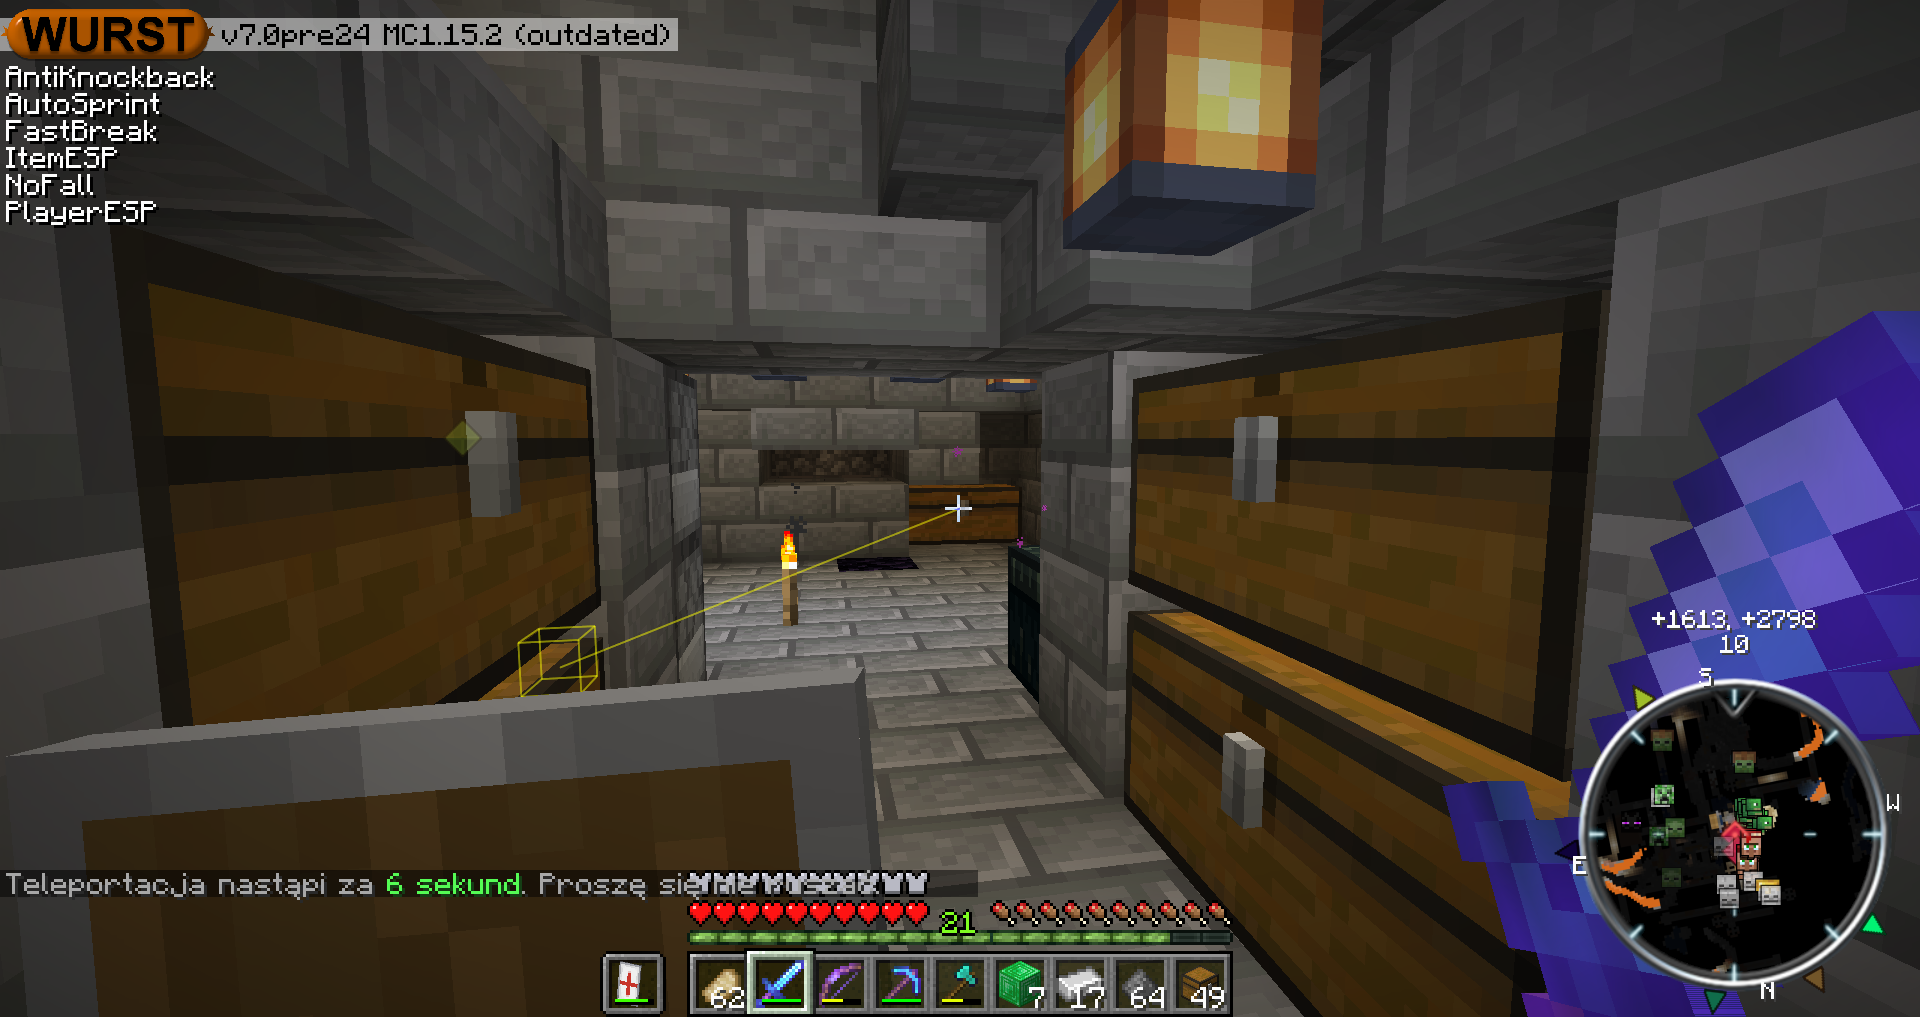 WURST v7.0pre24 MC1.15.2 (outdated)
AntiKnockback
AutoSprint
FastBreak
ItemESP
NoFall
PlayerESP
+1613, +2798
10
S
W
E
N
Teleportacja nastąpi za 6 sekund. Proszę się
21
62
7
17
64
49